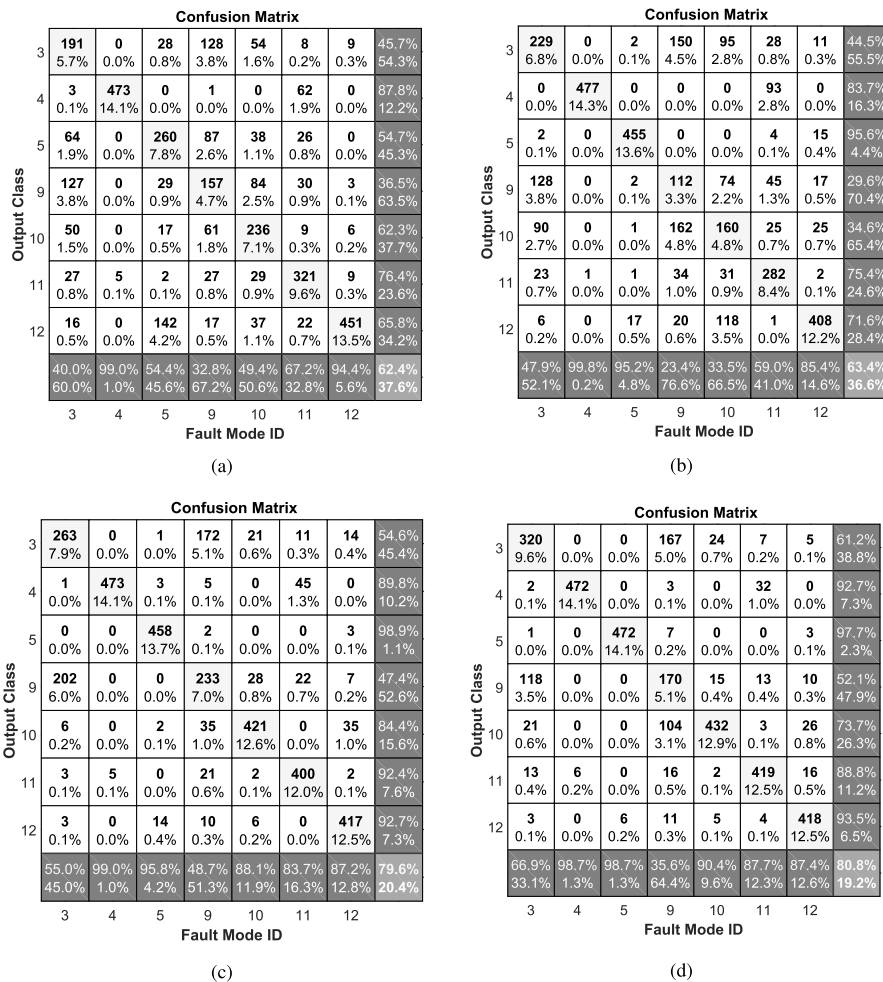 Confusion Matrix
3 191 0 28 128 54 8 9 45.7%
5.7% 0.0% 0.8% 3.8% 1.6% 0.2% 0.3% 54.3%
4 3 473 0 1 0 62 0 87.8%
0.1% 14.1% 0.0% 0.0% 0.0% 1.9% 0.0% 12.2%
5 64 0 260 87 38 26 0 54.7%
1.9% 0.0% 7.8% 2.6% 1.1% 0.8% 0.0% 45.3%
9 127 0 29 157 84 30 3 36.5%
3.8% 0.0% 0.9% 4.7% 2.5% 0.9% 0.1% 63.5%
10 50 0 17 61 236 9 6 62.3%
1.5% 0.0% 0.5% 1.8% 7.1% 0.3% 0.2% 37.7%
11 27 5 2 27 29 321 9 76.4%
0.8% 0.1% 0.1% 0.8% 0.9% 9.6% 0.3% 23.6%
12 16 0 142 17 37 22 451 65.8%
0.5% 0.0% 4.2% 0.5% 1.1% 0.7% 13.5% 34.2%
40.0% 99.0% 54.4% 32.8% 49.4% 67.2% 94.4% 62.4%
60.0% 1.0% 45.6% 67.2% 50.6% 32.8% 5.6% 37.6%
3 4 5 9 10 11 12
Fault Mode ID
Output Class
(a)
Confusion Matrix
3 229 0 2 150 95 28 11 44.5%
6.8% 0.0% 0.1% 4.5% 2.8% 0.8% 0.3% 55.5%
4 0 477 0 0 0 93 0 83.7%
0.0% 14.3% 0.0% 0.0% 0.0% 2.8% 0.0% 16.3%
5 2 0 455 0 0 4 15 95.6%
0.1% 0.0% 13.6% 0.0% 0.0% 0.1% 0.4% 4.4%
9 128 0 2 112 74 45 17 29.6%
3.8% 0.0% 0.1% 3.3% 2.2% 1.3% 0.5% 70.4%
10 90 0 1 162 160 25 25 34.6%
2.7% 0.0% 0.0% 4.8% 4.8% 0.7% 0.7% 65.4%
11 23 1 1 34 31 282 2 75.4%
0.7% 0.0% 0.0% 1.0% 0.9% 8.4% 0.1% 24.6%
12 6 0 17 20 118 1 408 71.6%
0.2% 0.0% 0.5% 0.6% 3.5% 0.0% 12.2% 28.4%
47.9% 99.8% 95.2% 23.4% 33.5% 59.0% 85.4% 63.4%
52.1% 0.2% 4.8% 76.6% 66.5% 41.0% 14.6% 36.6%
3 4 5 9 10 11 12
Fault Mode ID
Output Class
(b)
Confusion Matrix
3 263 0 1 172 21 11 14 54.6%
7.9% 0.0% 0.0% 5.1% 0.6% 0.3% 0.4% 45.4%
4 1 473 3 5 0 45 0 89.8%
0.0% 14.1% 0.1% 0.1% 0.0% 1.3% 0.0% 10.2%
5 0 0 458 2 0 0 3 98.9%
0.0% 0.0% 13.7% 0.1% 0.0% 0.0% 0.1% 1.1%
9 202 0 0 233 28 22 7 47.4%
6.0% 0.0% 0.0% 7.0% 0.8% 0.7% 0.2% 52.6%
10 6 0 2 35 421 0 35 84.4%
0.2% 0.0% 0.1% 1.0% 12.6% 0.0% 1.0% 15.6%
11 3 5 0 21 2 400 2 92.4%
0.1% 0.1% 0.0% 0.6% 0.1% 12.0% 0.1% 7.6%
12 3 0 14 10 6 0 417 92.7%
0.1% 0.0% 0.4% 0.3% 0.2% 0.0% 12.5% 7.3%
55.0% 99.0% 95.8% 48.7% 88.1% 83.7% 87.2% 79.6%
45.0% 1.0% 4.2% 51.3% 11.9% 16.3% 12.8% 20.4%
3 4 5 9 10 11 12
Fault Mode ID
Output Class
(c)
Confusion Matrix
3 320 0 0 167 24 7 5 61.2%
9.6% 0.0% 0.0% 5.0% 0.7% 0.2% 0.1% 38.8%
4 2 472 0 3 0 32 0 92.7%
0.1% 14.1% 0.0% 0.1% 0.0% 1.0% 0.0% 7.3%
5 1 0 472 7 0 0 3 97.7%
0.0% 0.0% 14.1% 0.2% 0.0% 0.0% 0.1% 2.3%
9 118 0 0 170 15 13 10 52.1%
3.5% 0.0% 0.0% 5.1% 0.4% 0.4% 0.3% 47.9%
10 21 0 0 104 432 3 26 73.7%
0.6% 0.0% 0.0% 3.1% 12.9% 0.1% 0.8% 26.3%
11 13 6 0 16 2 419 16 88.8%
0.4% 0.2% 0.0% 0.5% 0.1% 12.5% 0.5% 11.2%
12 3 0 6 11 5 4 418 93.5%
0.1% 0.0% 0.2% 0.3% 0.1% 0.1% 12.5% 6.5%
66.9% 98.7% 98.7% 35.6% 90.4% 87.7% 87.4% 80.8%
33.1% 1.3% 1.3% 64.4% 9.6% 12.3% 12.6% 19.2%
3 4 5 9 10 11 12
Fault Mode ID
Output Class
(d)